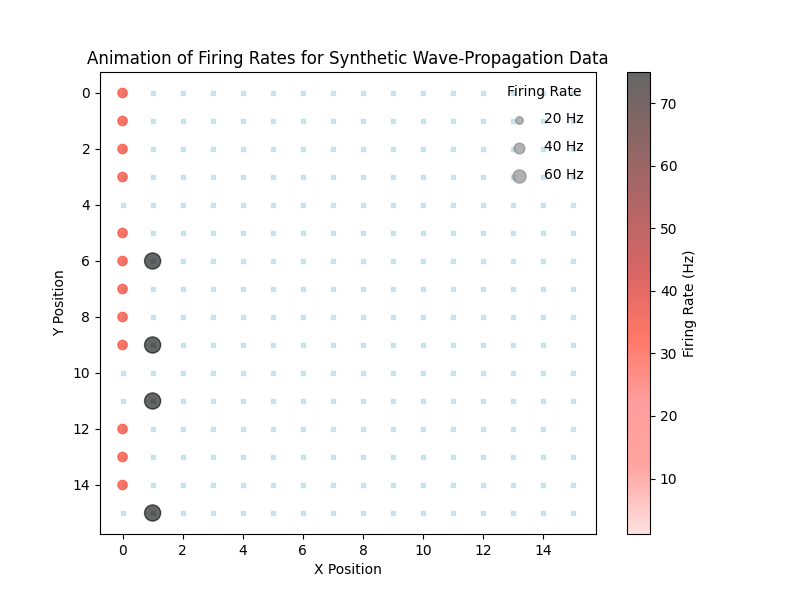 Animation of Firing Rates for Synthetic Wave-Propagation Data
Firing Rate
20 Hz
40 Hz
60 Hz
0
2
4
6
8
10
12
14
Y Position
0 2 4 6 8 10 12 14
X Position
70
60
50
40
30
20
10
Firing Rate (Hz)